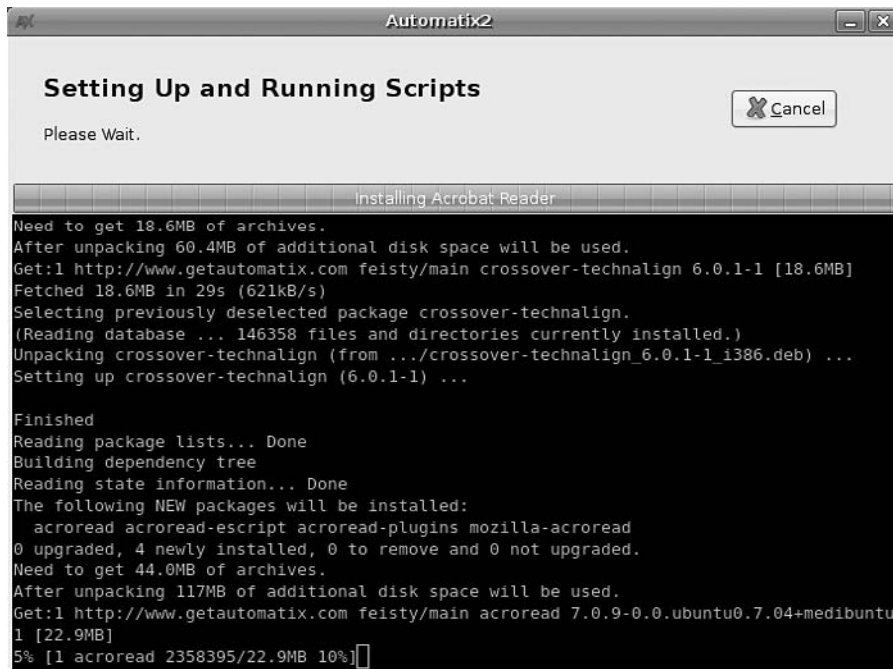 Automatix2
Setting Up and Running Scripts
Cancel
Please Wait.
Installing Acrobat Reader
Need to get 18.6MB of archives.
After unpacking 60.4MB of additional disk space will be used.
Get:1 http://www.getautomatix.com feisty/main crossover-technalign 6.0.1-1 [18.6MB]
Fetched 18.6MB in 29s (621kB/s)
Selecting previously deselected package crossover-technalign.
(Reading database ... 146358 files and directories currently installed.)
Unpacking crossover-technalign (from .../crossover-technalign_6.0.1-1_i386.deb) ...
Setting up crossover-technalign (6.0.1-1) ...
Finished
Reading package lists... Done
Building dependency tree
Reading state information... Done
The following NEW packages will be installed:
acroread acroread-escript acroread-plugins mozilla-acroread
0 upgraded, 4 newly installed, 0 to remove and 0 not upgraded.
Need to get 44.0MB of archives.
After unpacking 117MB of additional disk space will be used.
Get:1 http://www.getautomatix.com feisty/main acroread 7.0.9-0.0.ubuntu0.7.04+medibuntu
1 [22.9MB]
5% [1 acroread 2358395/22.9MB 10%]